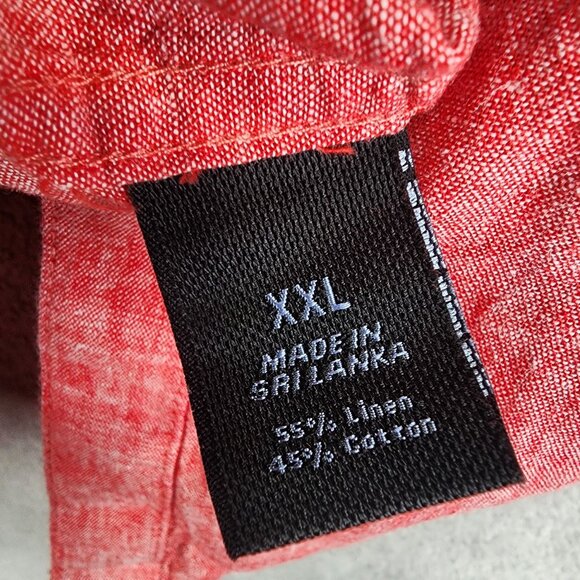 XXL
MADE IN
SRI LANKA
55% Linen
45% Cotton